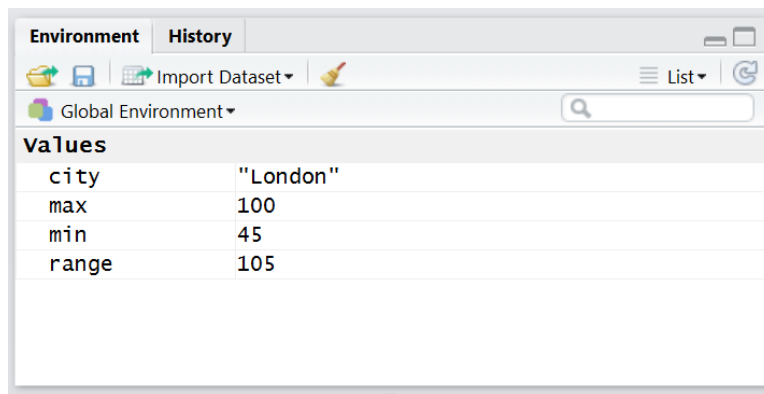 Environment History
Import Dataset List
Global Environment
Values
city "London"
max 100
min 45
range 105